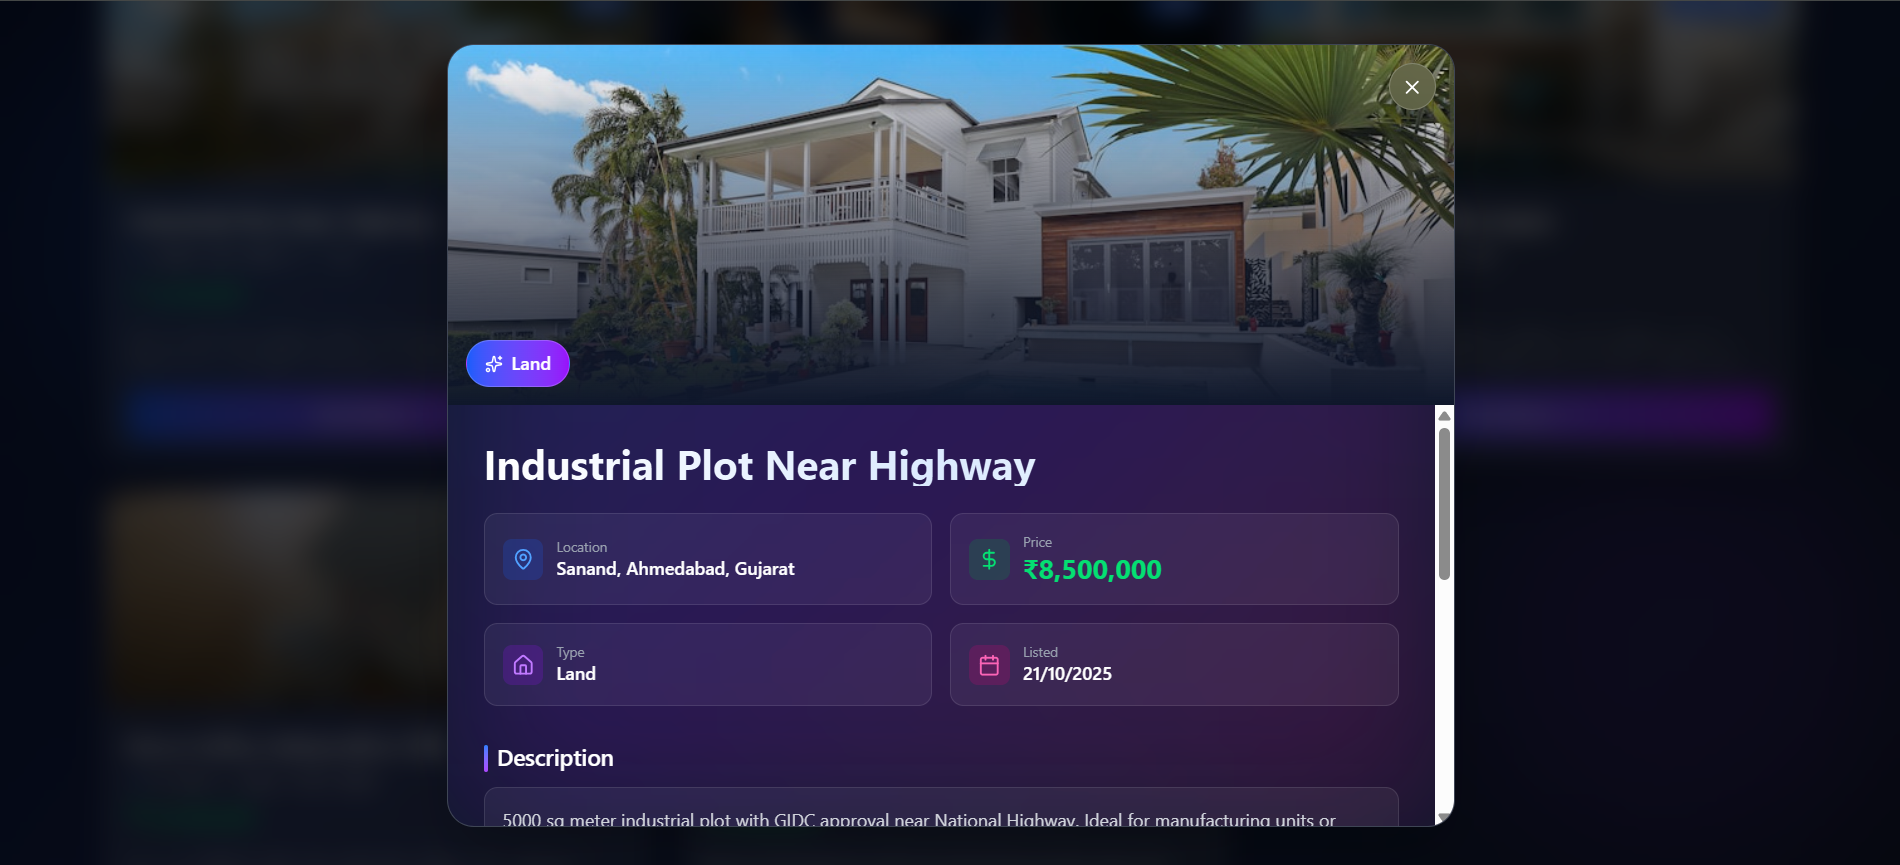 Land
Industrial Plot Near Highway
Location
Sanand, Ahmedabad, Gujarat
Price
₹8,500,000
Type
Land
Listed
21/10/2025
Description
5000 sq meter industrial plot with GIDC approval near National Highway. Ideal for manufacturing units or